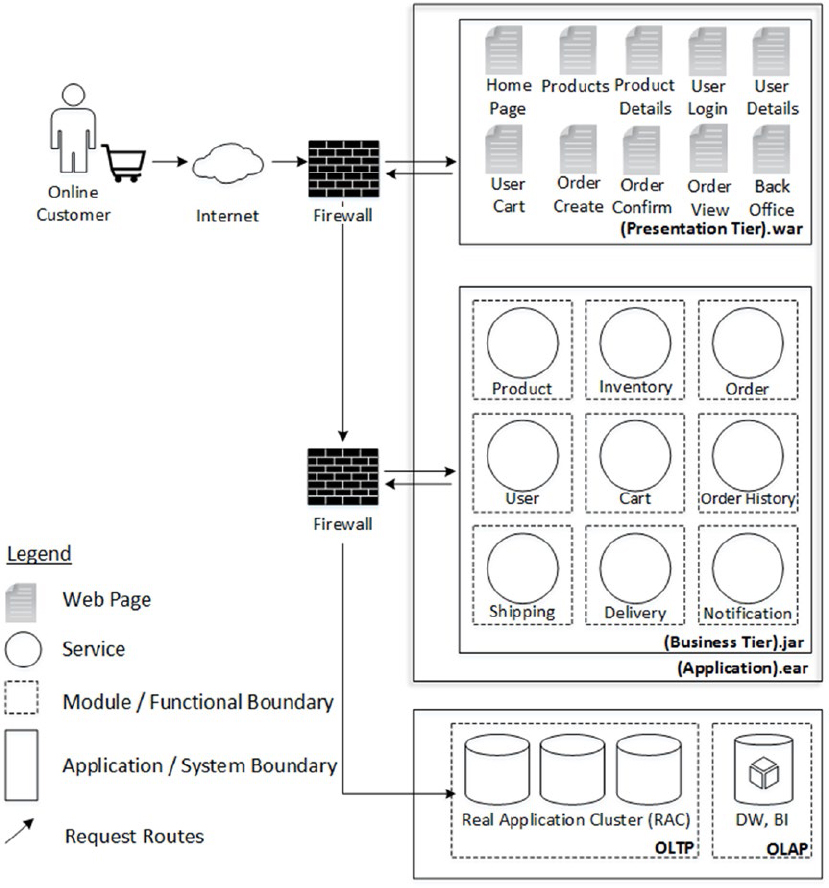 Home Page
Products
Product Details
User Login
User Details
User Cart
Order Create
Order Confirm
Order View
Back Office
(Presentation Tier).war
Online Customer
Internet
Firewall
Product
Inventory
Order
User
Cart
Order History
Shipping
Delivery
Notification
(Business Tier).jar
(Application).ear
Firewall
Legend
Web Page
Service
Module / Functional Boundary
Application / System Boundary
Request Routes
Real Application Cluster (RAC)
OLTP
DW, BI
OLAP